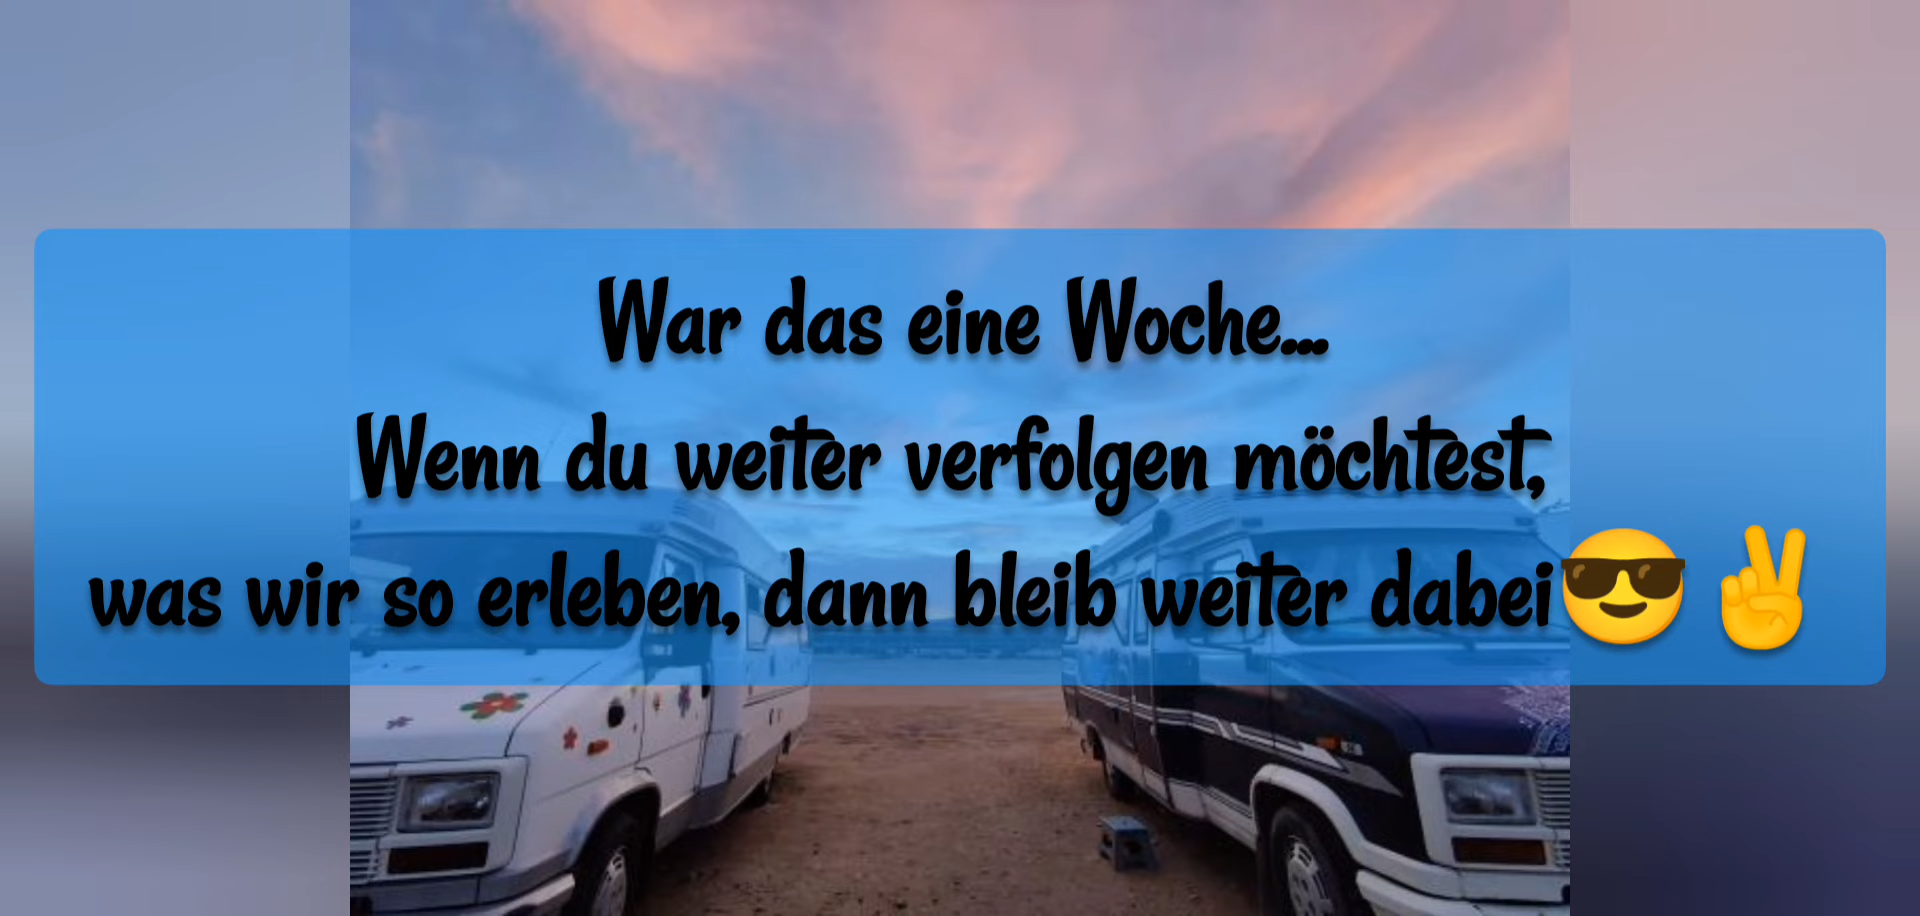 War das eine Woche...
Wenn du weiter verfolgen möchtest,
was wir so erleben, dann bleib weiter dabei😎✌️